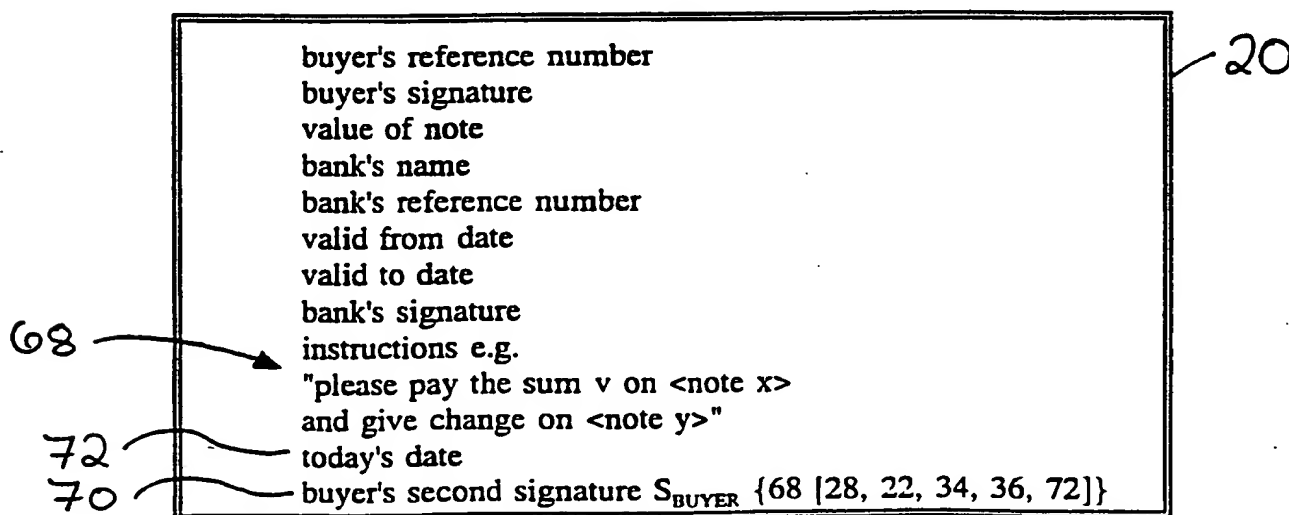 buyer's reference number
20
buyer's signature
value of note
bank's name
bank's reference number
valid from date
valid to date
bank's signature
68
instructions e.g.
"please pay the sum v on <note x>
and give change on <note y>"
72
today's date
70
buyer's second signature S_BUYER {68 [28, 22, 34, 36, 72]}